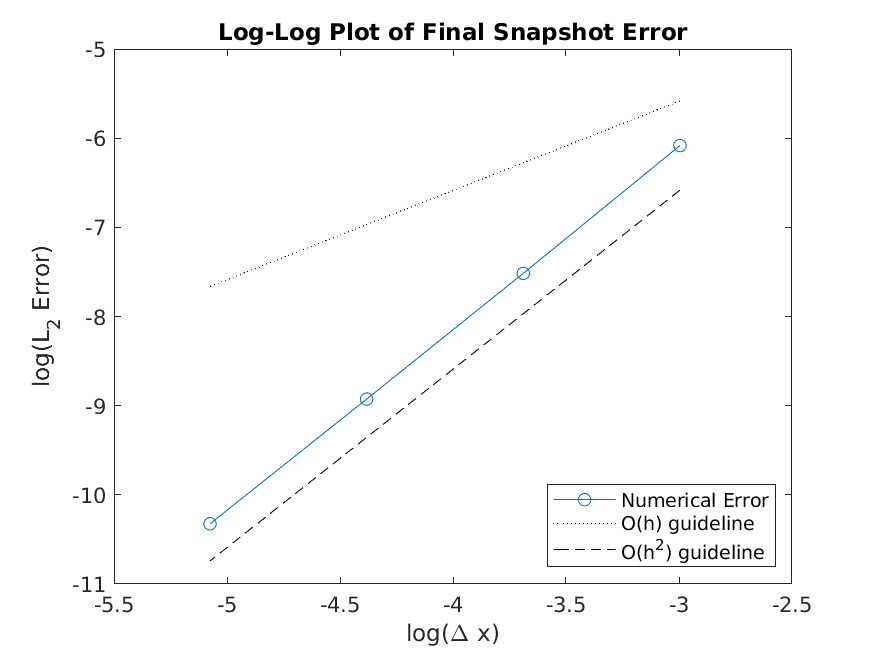 Log-Log Plot of Final Snapshot Error
-5
-6
-7
-8
-9
-10
-11
log(L₂ Error)
-5.5 -5 -4.5 -4 -3.5 -3 -2.5
log(Δ x)
Numerical Error
O(h) guideline
O(h²) guideline